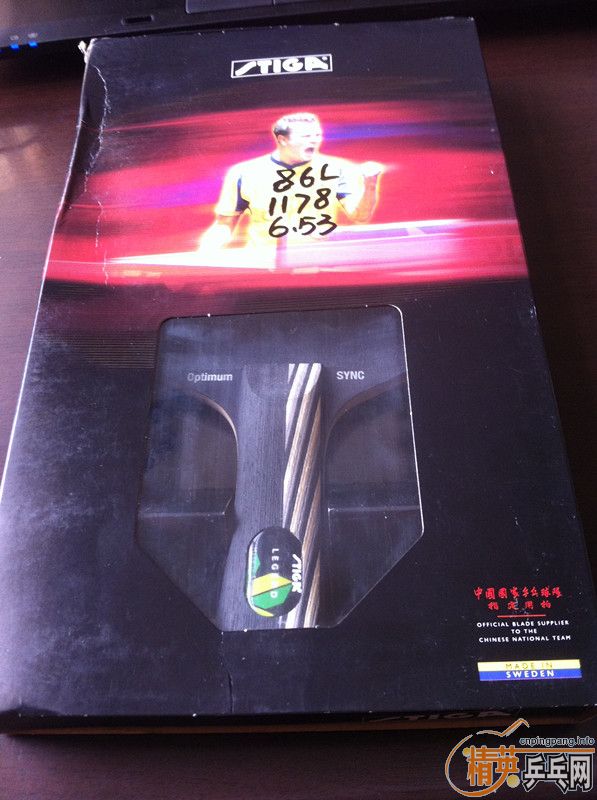 STIGA
86L
1178
6.53
Optimum SYNC
STIGA
LEGEND
中國國家乒乓球隊
指定用拍
OFFICIAL BLADE SUPPLIER
TO THE
CHINESE NATIONAL TEAM
MADE IN
SWEDEN
STIGA
cnpingpang.info
精英乒乓网